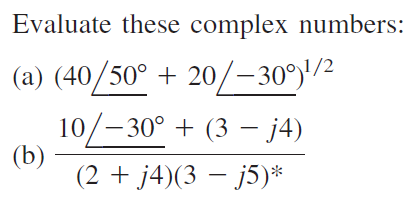 Evaluate these complex numbers:
(a) (40/50° + 20/−30°)^1/2
(b) 10/−30° + (3 − j4)
(2 + j4)(3 − j5)*